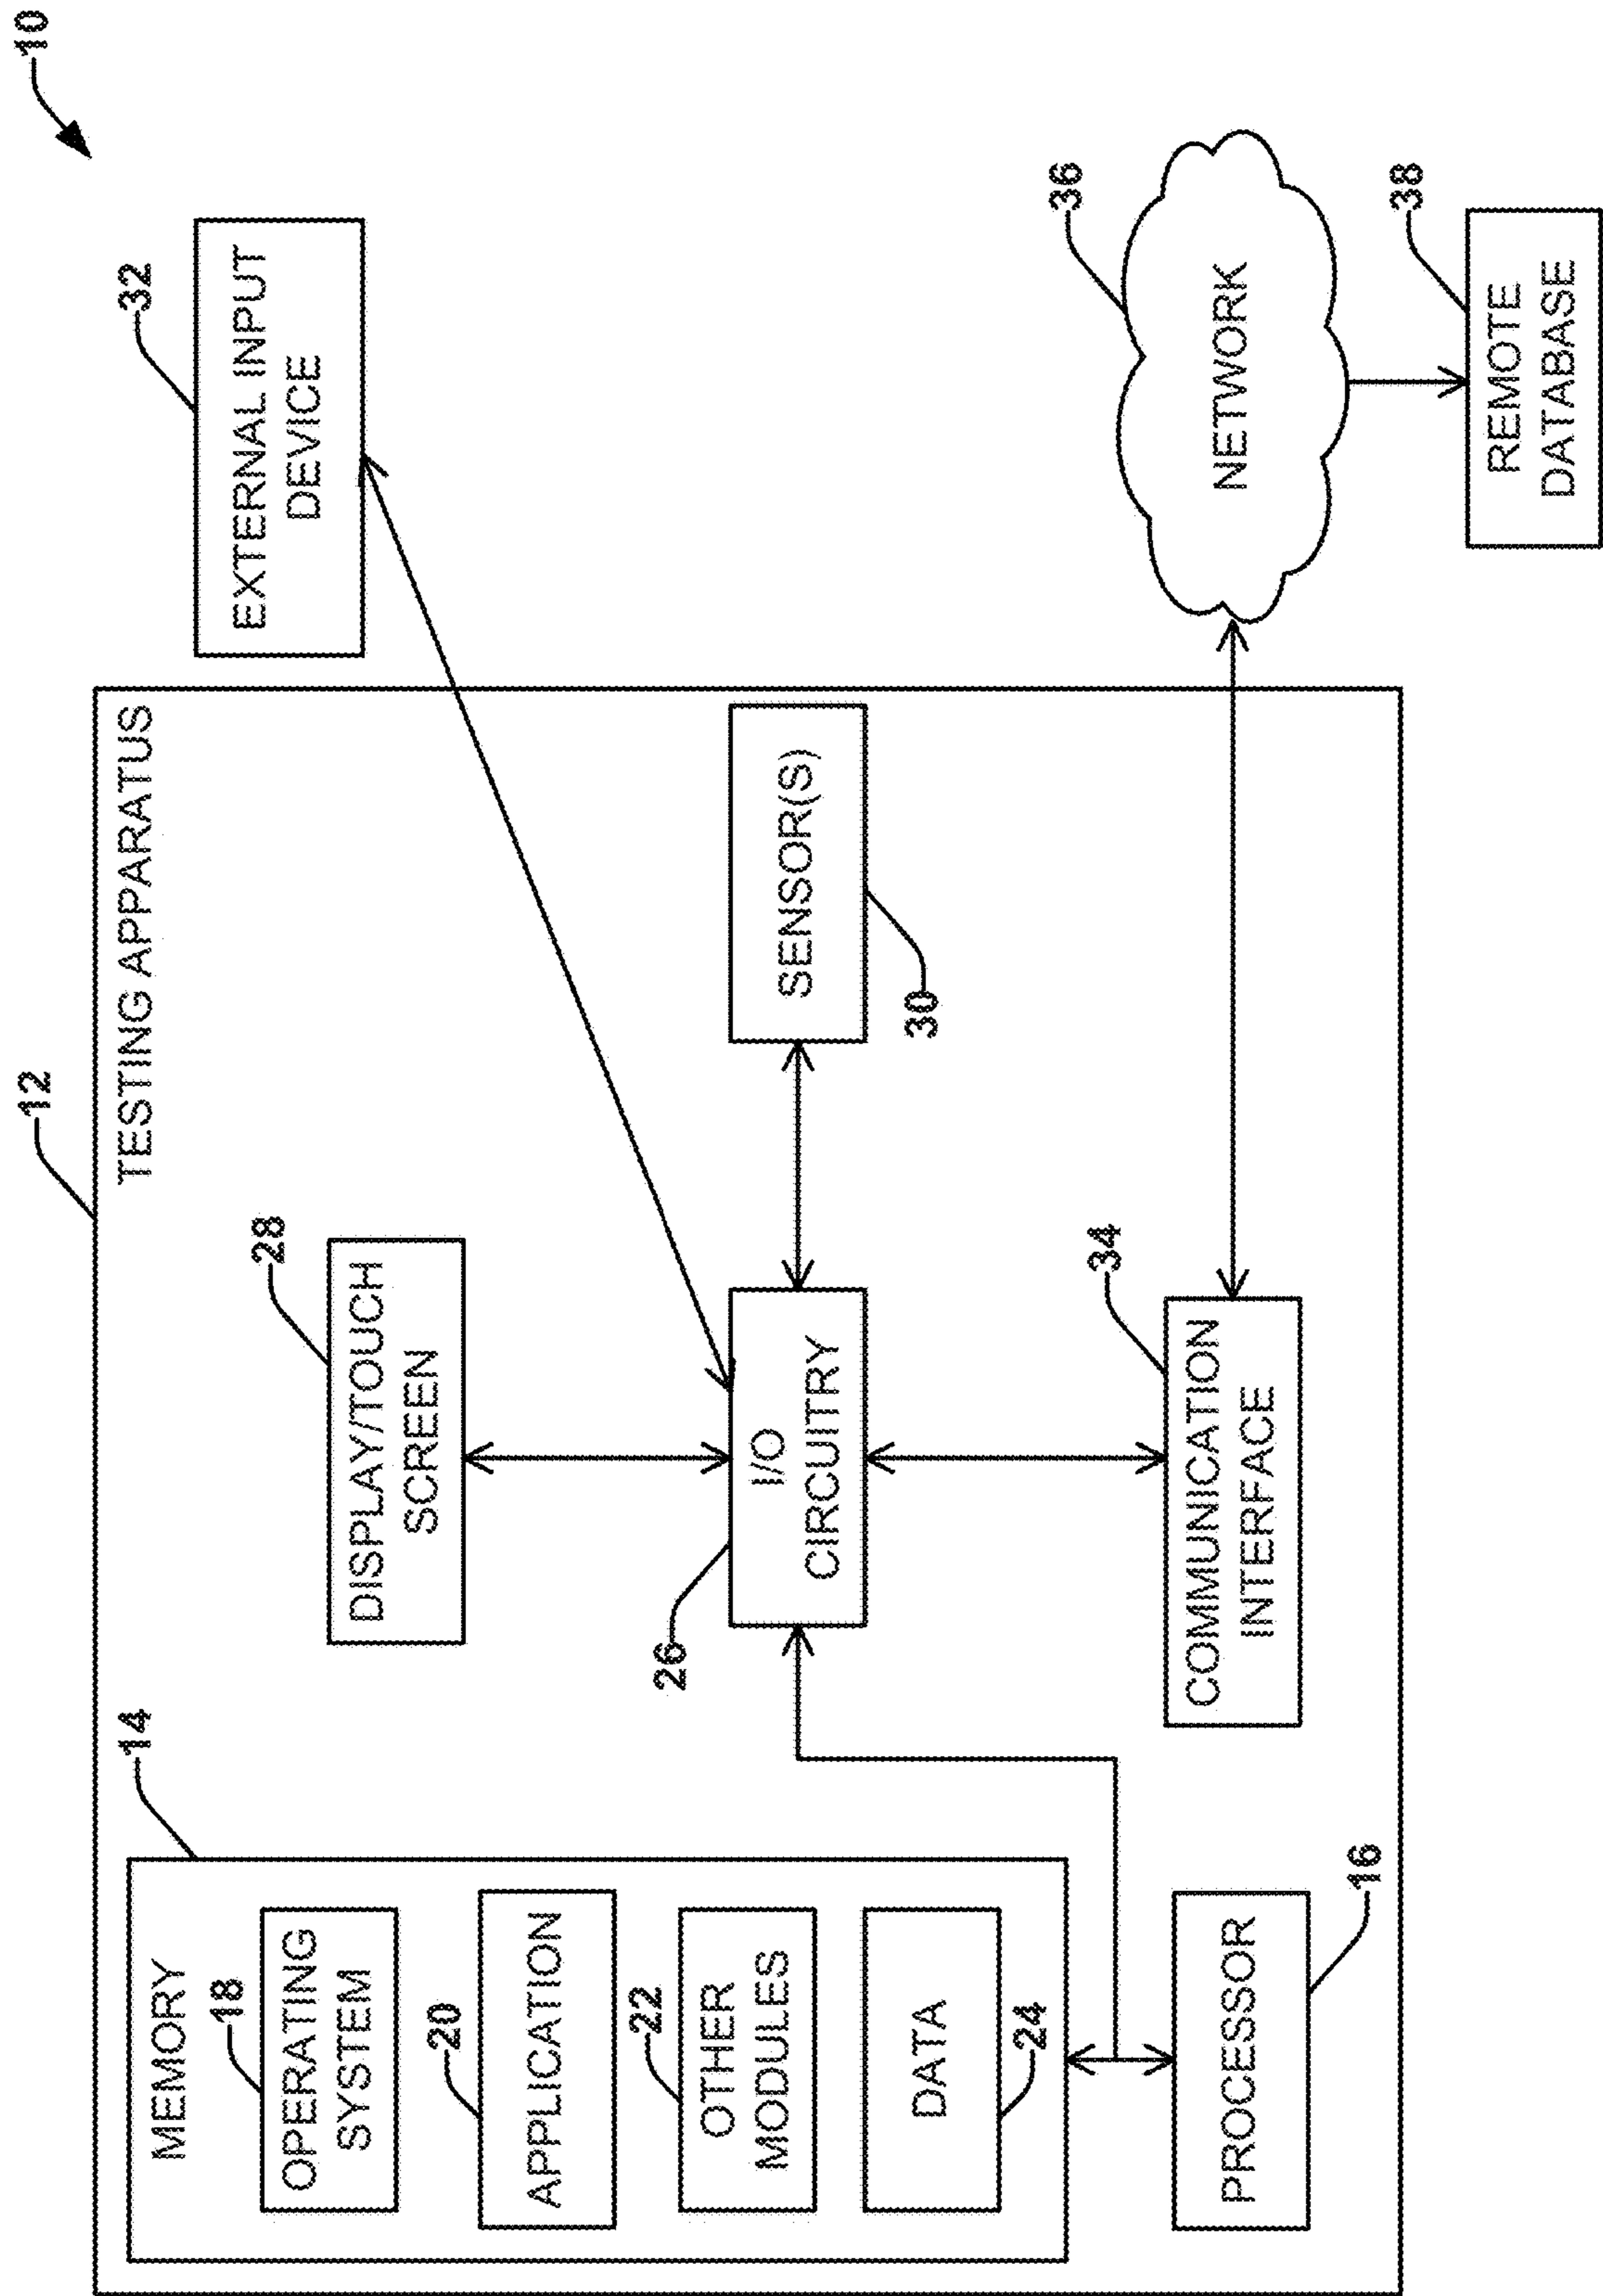 10
12
TESTING APPARATUS
14
MEMORY
18
OPERATING
SYSTEM
20
APPLICATION
22
OTHER
MODULES
DATA
24
PROCESSOR
16
28
DISPLAY/TOUCH
SCREEN
26
I/O
CIRCUITRY
34
COMMUNICATION
INTERFACE
SENSOR(S)
30
32
EXTERNAL INPUT
DEVICE
36
NETWORK
38
REMOTE
DATABASE